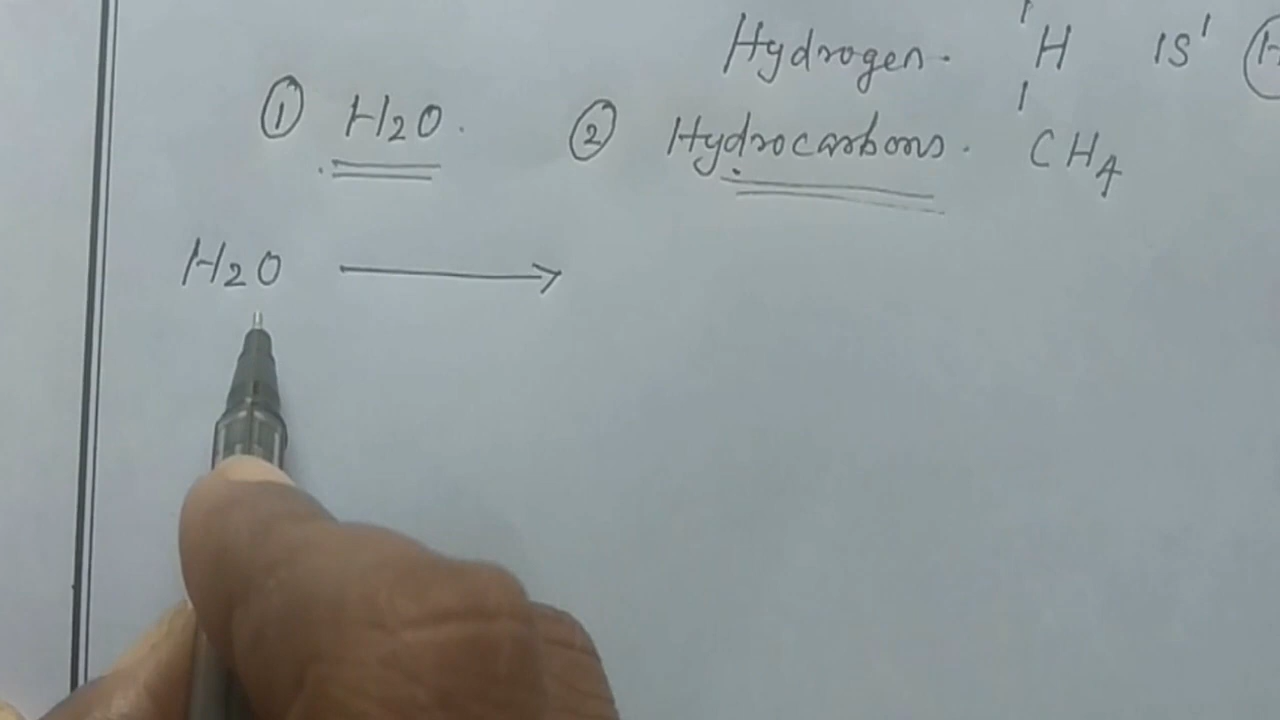 Hydrogen. ¹₁H 1S¹
① H₂O. ② Hydrocarbons. CH₄
H₂O ⟶